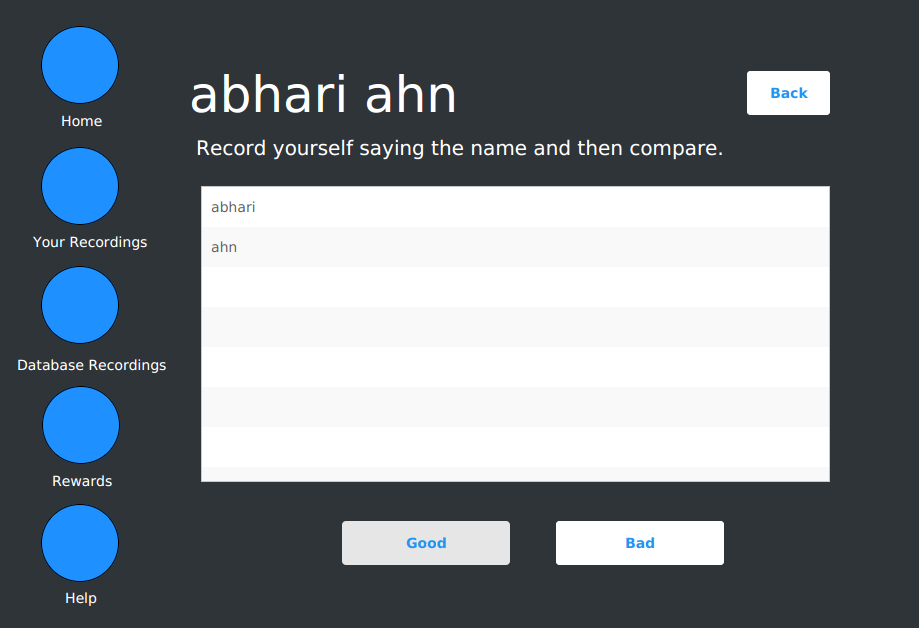 Home
Your Recordings
Database Recordings
Rewards
Help
abhari ahn
Back
Record yourself saying the name and then compare.
abhari
ahn
Good
Bad